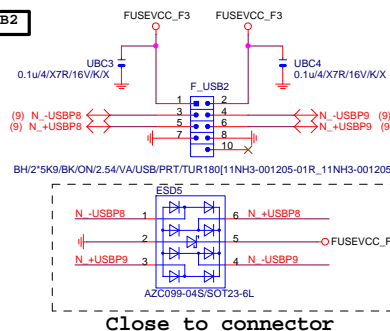 B2
FUSEVCC_F3 FUSEVCC_F3
UBC3 UBC4
0.1u/4/X7R/16V/K/X 0.1u/4/X7R/16V/K/X
F_USB2
1 2
(9) N_-USBP8 3 4 N_-USBP9 (9)
(9) N_+USBP8 5 6 N_+USBP9 (9)
7 8
10
BH/2*5K9/BK/ON/2.54/VA/USB/PRT/TUR180[11NH3-001205-01R_11NH3-001205
ESD5
N_-USBP8 1 6 N_+USBP8
2 5 FUSEVCC_F
N_+USBP9 3 4 N_-USBP9
AZC099-04S/SOT23-6L
Close to connector